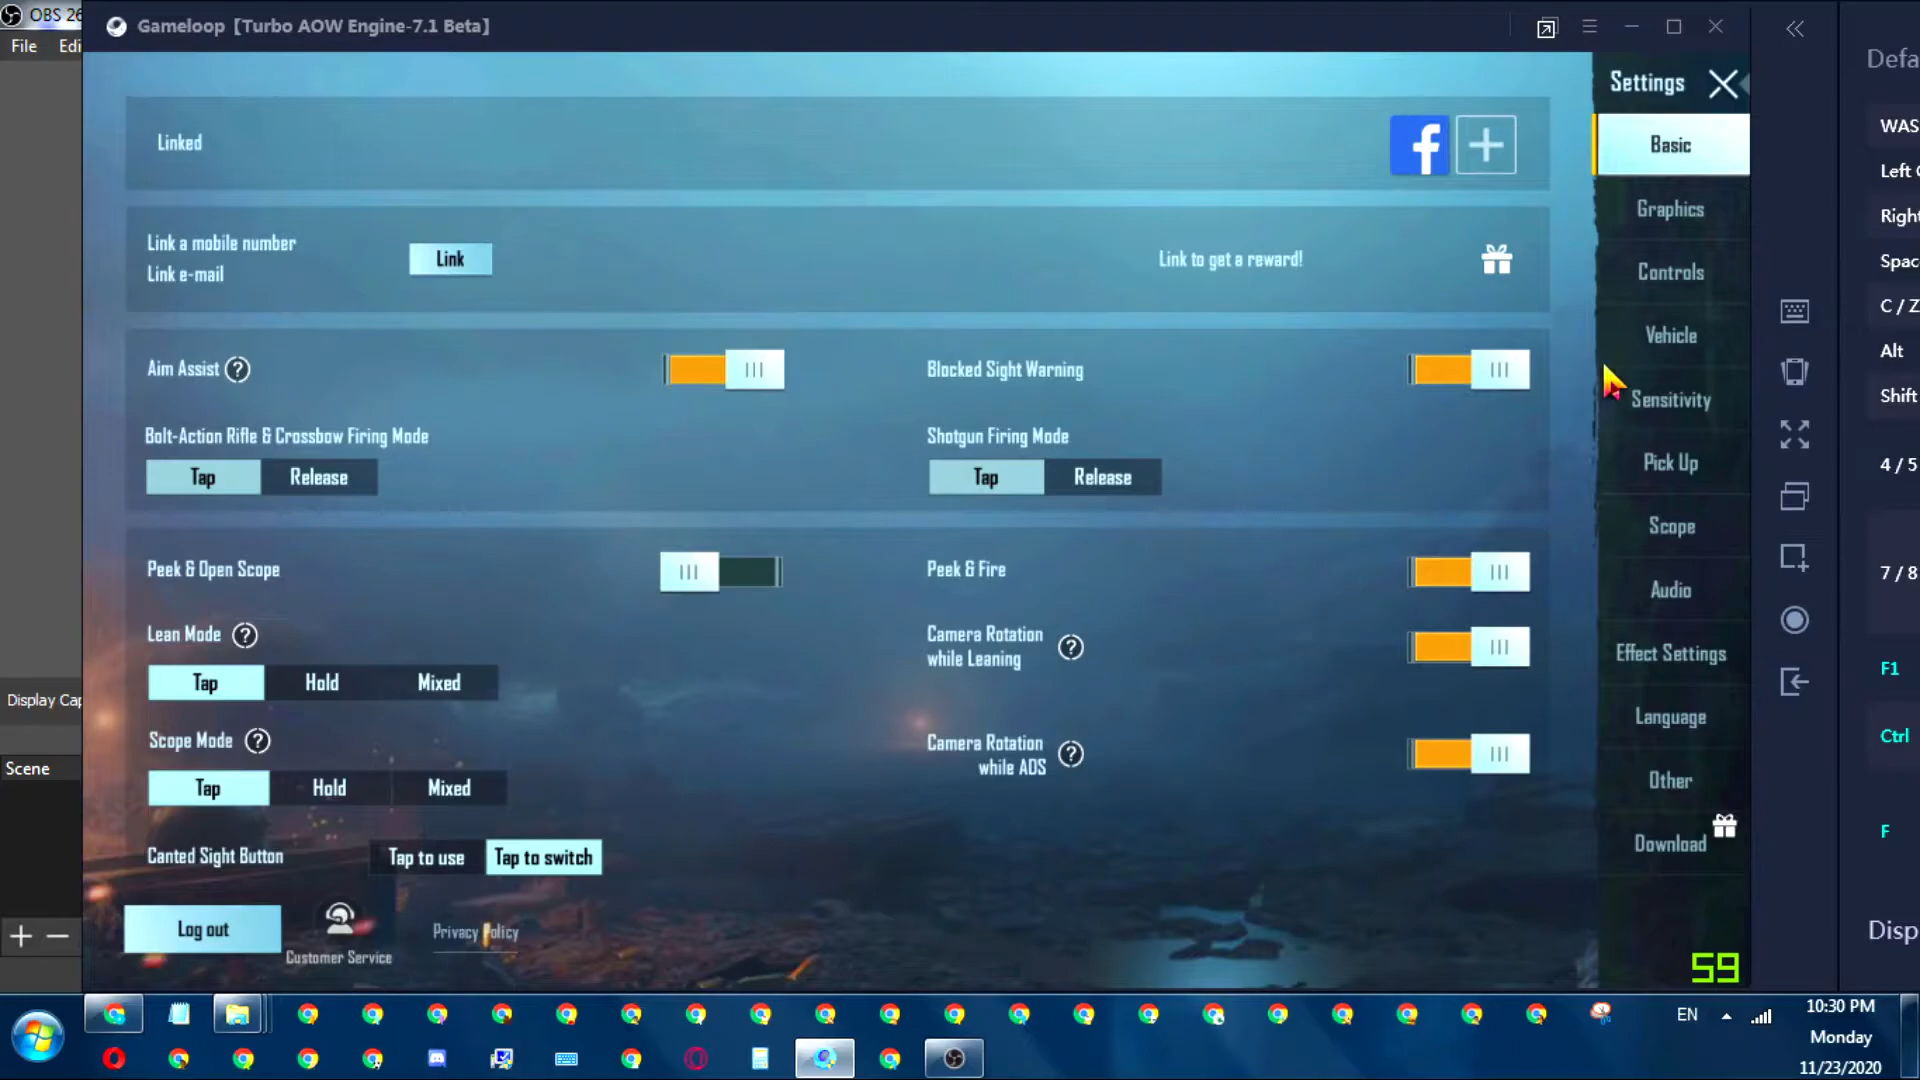 OBS 26
File Edi
Gameloop [Turbo AOW Engine-7.1 Beta]
Linked
Link a mobile number
Link e-mail
Link
Link to get a reward!
Aim Assist ?
Blocked Sight Warning
Bolt-Action Rifle & Crossbow Firing Mode
Tap Release
Shotgun Firing Mode
Tap Release
Peek & Open Scope
Peek & Fire
Lean Mode ?
Tap Hold Mixed
Camera Rotation
while Leaning ?
Scope Mode ?
Tap Hold Mixed
Camera Rotation
while ADS ?
Canted Sight Button
Tap to use Tap to switch
Log out
Customer Service
Privacy Policy
Settings
Basic
Graphics
Controls
Vehicle
Sensitivity
Pick Up
Scope
Audio
Effect Settings
Language
Other
Download
59
Defa
WAS
Left C
Right
Space
C / Z
Alt
Shift
4 / 5
7 / 8
F1
Ctrl
F
Disp
Display Cap
Scene
EN
10:30 PM
Monday
11/23/2020